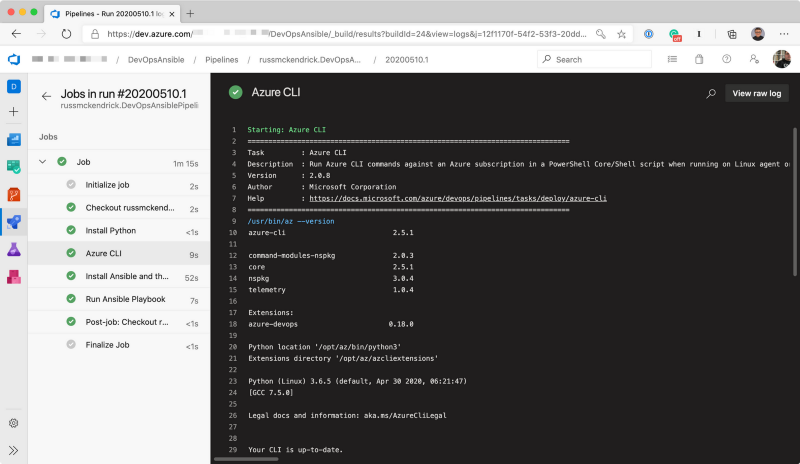 Pipelines - Run 20200510.1 lo
https://dev.azure.com/ /DevOpsAnsible/_build/results?buildId=24&view=logs&j=12f1170f-54f2-53f3-20dd...
/ DevOpsAnsible / Pipelines / russmckendrick.DevOpsA... / 20200510.1
Search
D
Jobs in run #20200510.1
russmckendrick.DevOpsAnsiblePipeli
Jobs
Job 1m 15s
Initialize job 2s
Checkout russmckend... 2s
Install Python <1s
Azure CLI 9s
Install Ansible and th... 52s
Run Ansible Playbook 7s
Post-job: Checkout r... <1s
Finalize Job <1s
Azure CLI
View raw log
1 Starting: Azure CLI
2 ==============================================================================
3 Task : Azure CLI
4 Description : Run Azure CLI commands against an Azure subscription in a PowerShell Core/Shell script when running on Linux agent o
5 Version : 2.0.8
6 Author : Microsoft Corporation
7 Help : https://docs.microsoft.com/azure/devops/pipelines/tasks/deploy/azure-cli
8 ==============================================================================
9 /usr/bin/az --version
10 azure-cli 2.5.1
11
12 command-modules-nspkg 2.0.3
13 core 2.5.1
14 nspkg 3.0.4
15 telemetry 1.0.4
16
17 Extensions:
18 azure-devops 0.18.0
19
20 Python location '/opt/az/bin/python3'
21 Extensions directory '/opt/az/azcliextensions'
22
23 Python (Linux) 3.6.5 (default, Apr 30 2020, 06:21:47)
24 [GCC 7.5.0]
25
26 Legal docs and information: aka.ms/AzureCliLegal
27
28
29 Your CLI is up-to-date.